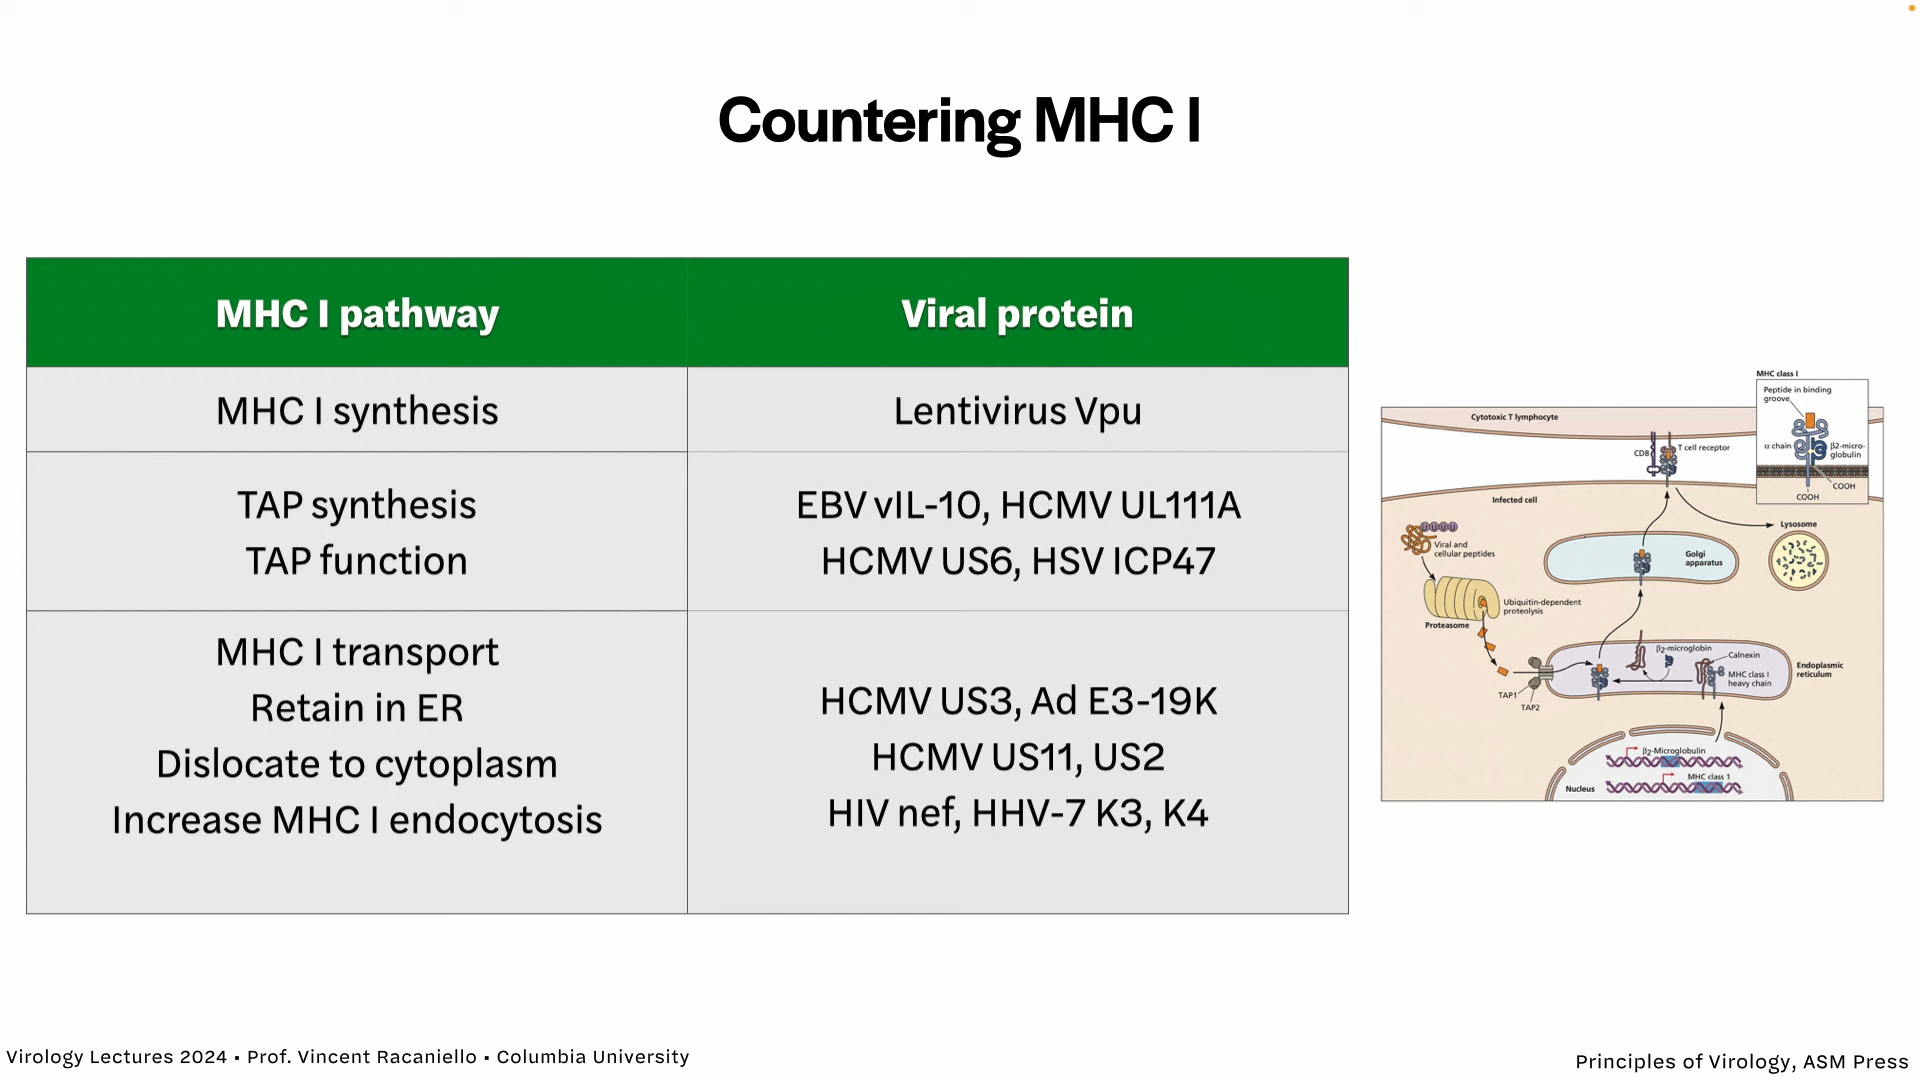 Countering MHC I
MHC I pathway
Viral protein
MHC I synthesis
Lentivirus Vpu
TAP synthesis
TAP function
EBV vIL-10, HCMV UL111A
HCMV US6, HSV ICP47
MHC I transport
Retain in ER
Dislocate to cytoplasm
Increase MHC I endocytosis
HCMV US3, Ad E3-19K
HCMV US11, US2
HIV nef, HHV-7 K3, K4
MHC class I
Peptide in binding
groove
α chain
β2-micro-
globulin
COOH
COOH
Cytotoxic T lymphocyte
CD8
T cell receptor
Infected cell
Lysosome
UUUU
Viral and
cellular peptides
Golgi
apparatus
Ubiquitin-dependent
proteolysis
Proteasome
β2-microglobin
Calnexin
MHC class I
heavy chain
Endoplasmic
reticulum
TAP1
TAP2
β2-Microglobulin
MHC class 1
Nucleus
Virology Lectures 2024 • Prof. Vincent Racaniello • Columbia University
Principles of Virology, ASM Press